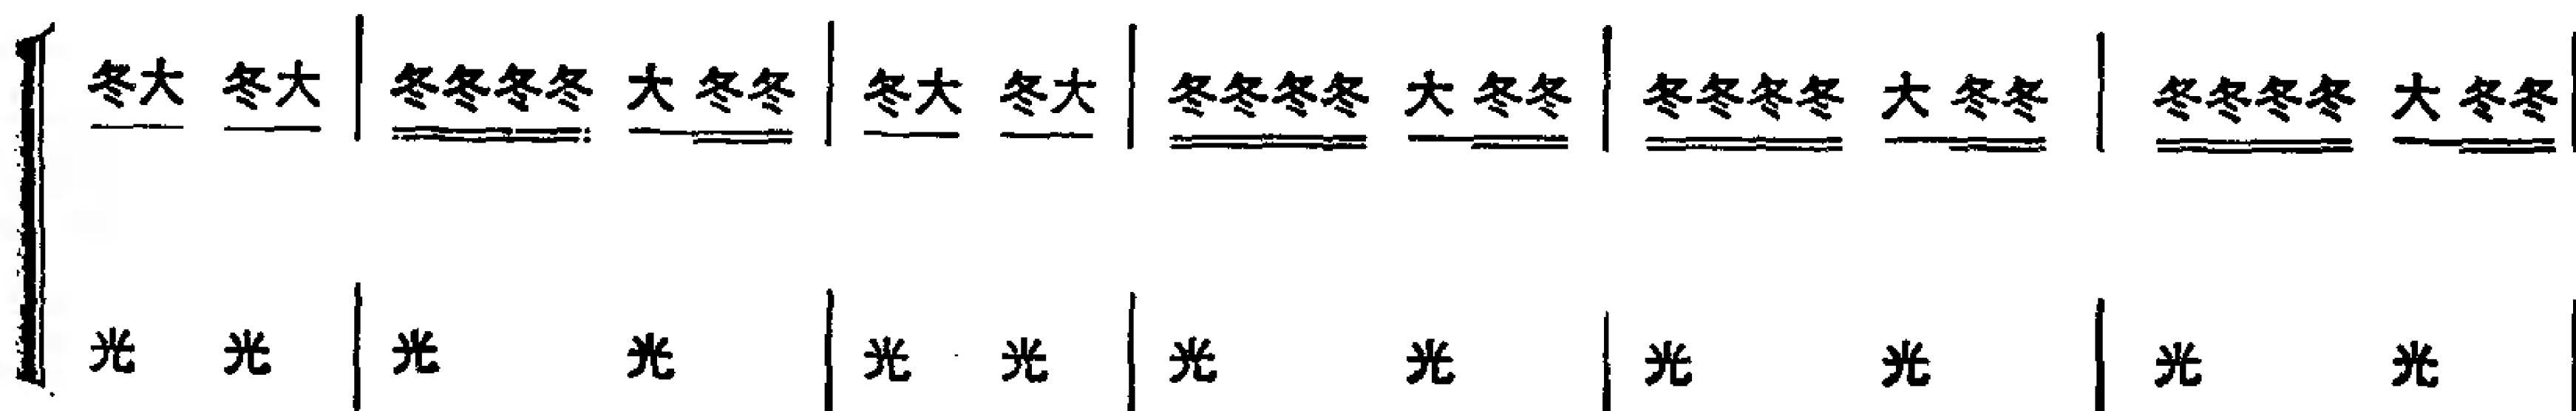 冬大 冬大 | 冬冬冬冬 大 冬冬 | 冬大 冬大 | 冬冬冬冬 大 冬冬 | 冬冬冬冬 大 冬冬 | 冬冬冬冬 大 冬冬 |
光 光 | 光 光 | 光 光 | 光 光 | 光 光 | 光 光 |